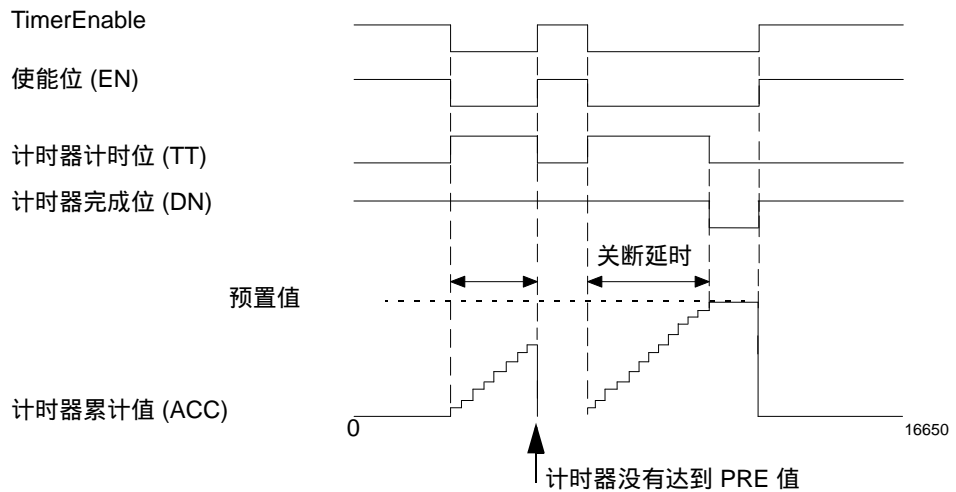 TimerEnable
使能位 (EN)
计时器计时位 (TT)
计时器完成位 (DN)
关断延时
预置值
计时器累计值 (ACC)
0
16650
计时器没有达到 PRE 值